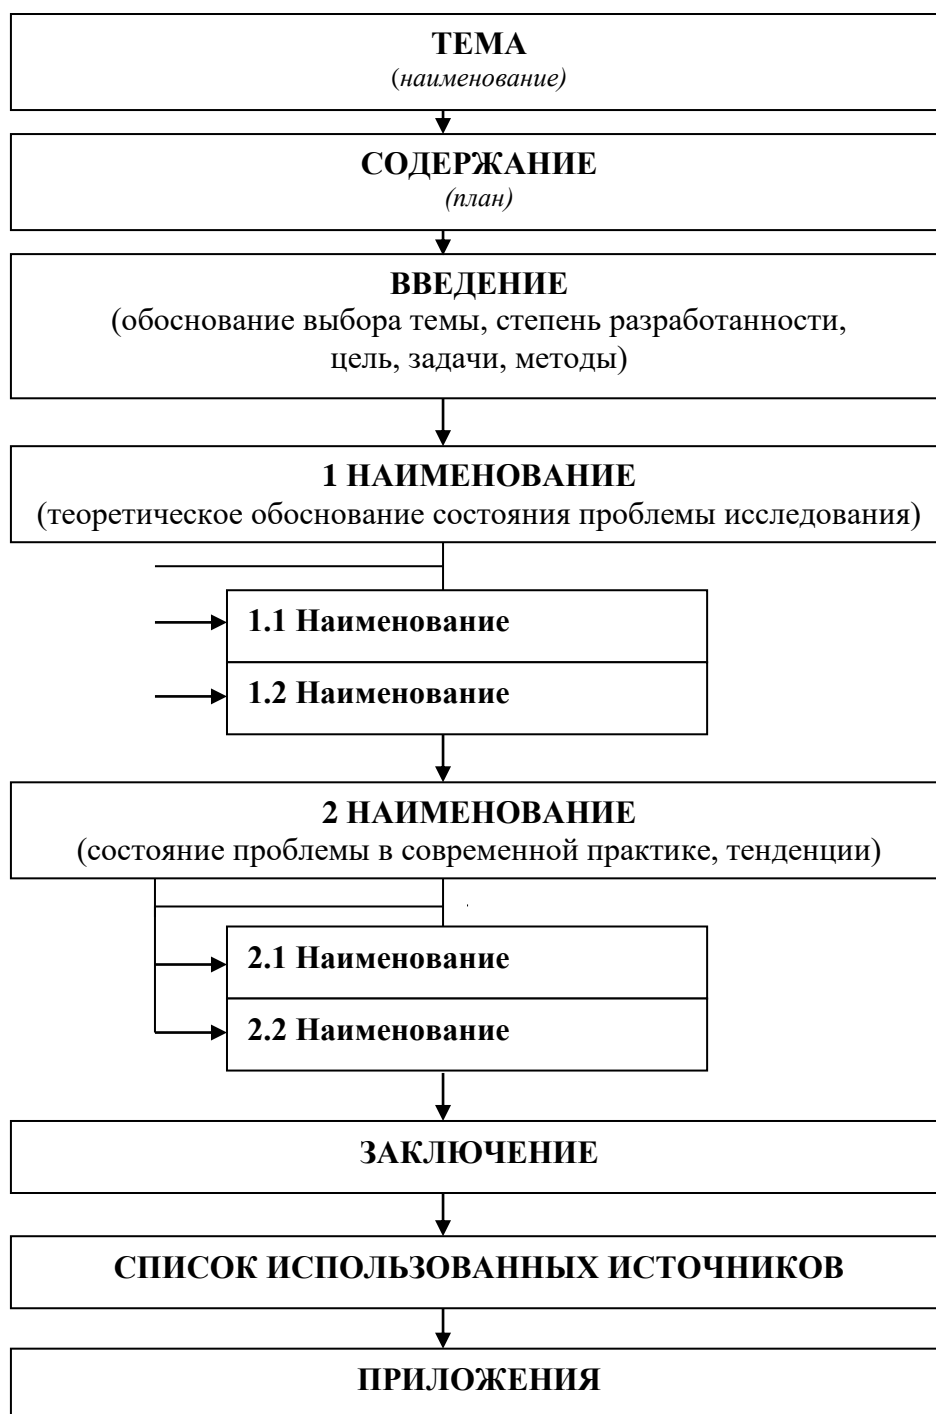 ТЕМА
(наименование)
СОДЕРЖАНИЕ
(план)
ВВЕДЕНИЕ
(обоснование выбора темы, степень разработанности,
цель, задачи, методы)
1 НАИМЕНОВАНИЕ
(теоретическое обоснование состояния проблемы исследования)
1.1 Наименование
1.2 Наименование
2 НАИМЕНОВАНИЕ
(состояние проблемы в современной практике, тенденции)
2.1 Наименование
2.2 Наименование
ЗАКЛЮЧЕНИЕ
СПИСОК ИСПОЛЬЗОВАННЫХ ИСТОЧНИКОВ
ПРИЛОЖЕНИЯ